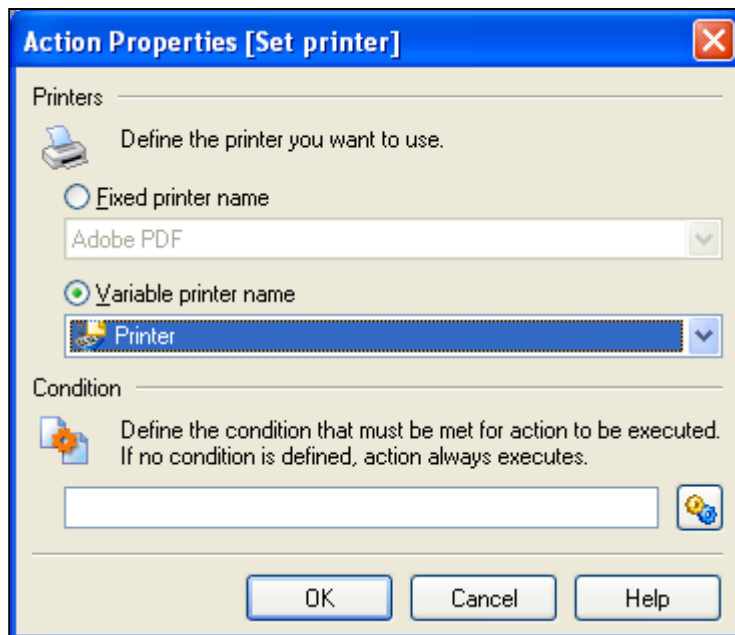 Action Properties [Set printer]
Printers
Define the printer you want to use.
Fixed printer name
Adobe PDF
Variable printer name
Printer
Condition
Define the condition that must be met for action to be executed.
If no condition is defined, action always executes.
OK Cancel Help